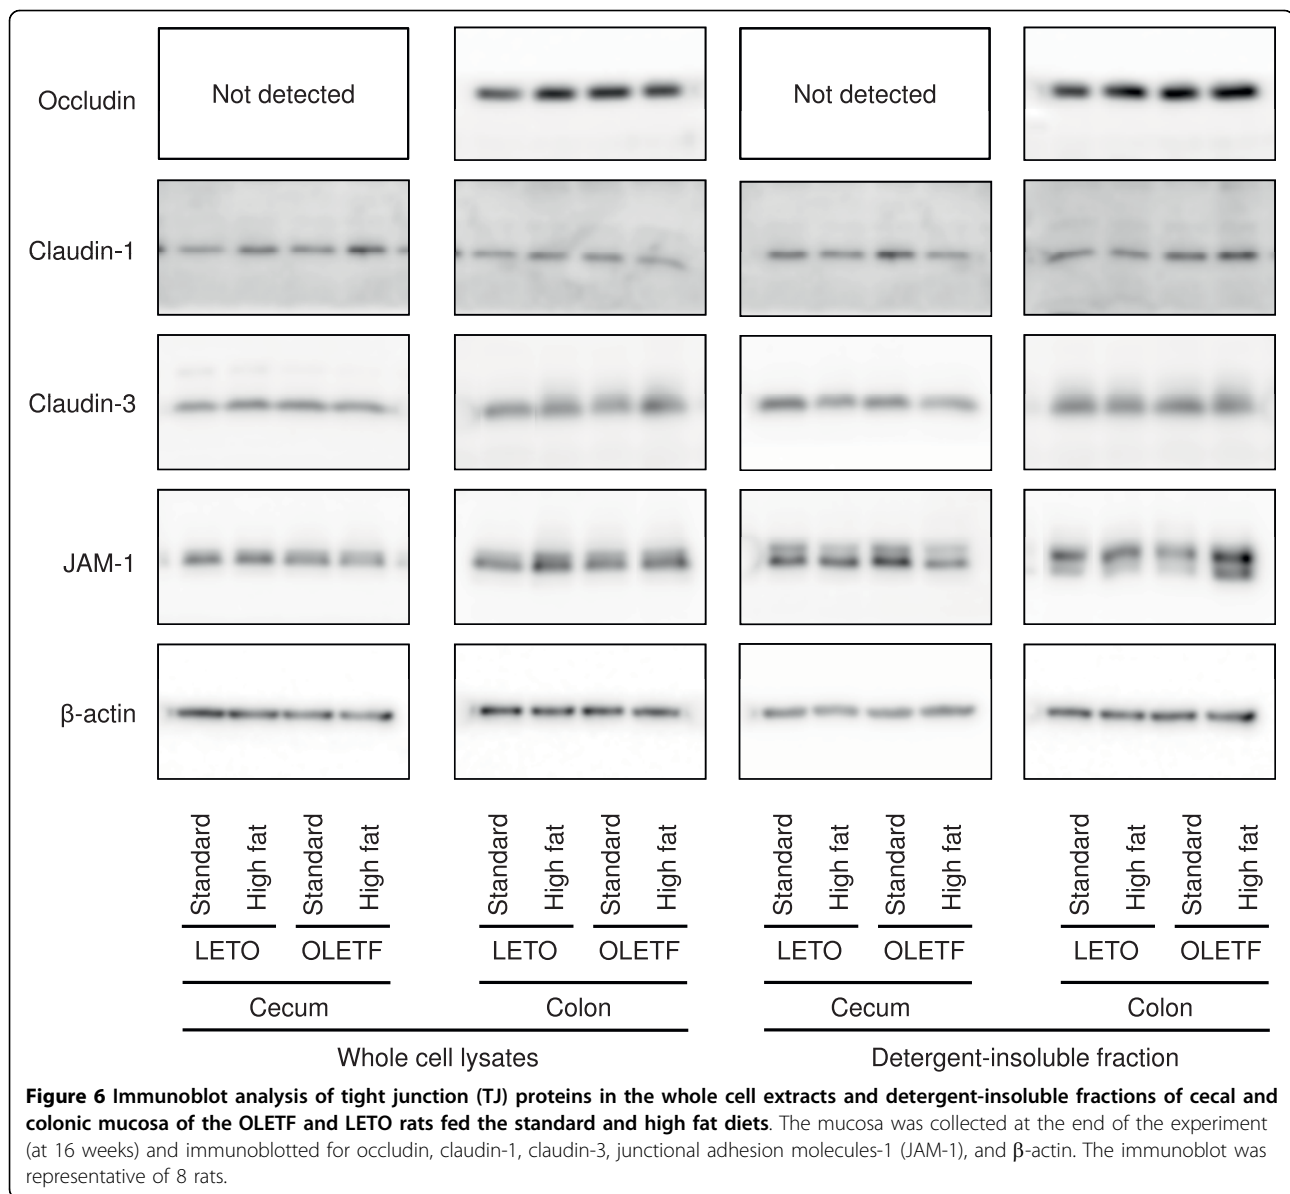 Occludin
Not detected
Not detected
Claudin-1
Claudin-3
JAM-1
β-actin
Standard High fat Standard High fat Standard High fat Standard High fat Standard High fat Standard High fat Standard High fat Standard High fat
LETO OLETF LETO OLETF LETO OLETF LETO OLETF
Cecum Colon Cecum Colon
Whole cell lysates Detergent-insoluble fraction
Figure 6 Immunoblot analysis of tight junction (TJ) proteins in the whole cell extracts and detergent-insoluble fractions of cecal and
colonic mucosa of the OLETF and LETO rats fed the standard and high fat diets. The mucosa was collected at the end of the experiment
(at 16 weeks) and immunoblotted for occludin, claudin-1, claudin-3, junctional adhesion molecules-1 (JAM-1), and β-actin. The immunoblot was
representative of 8 rats.